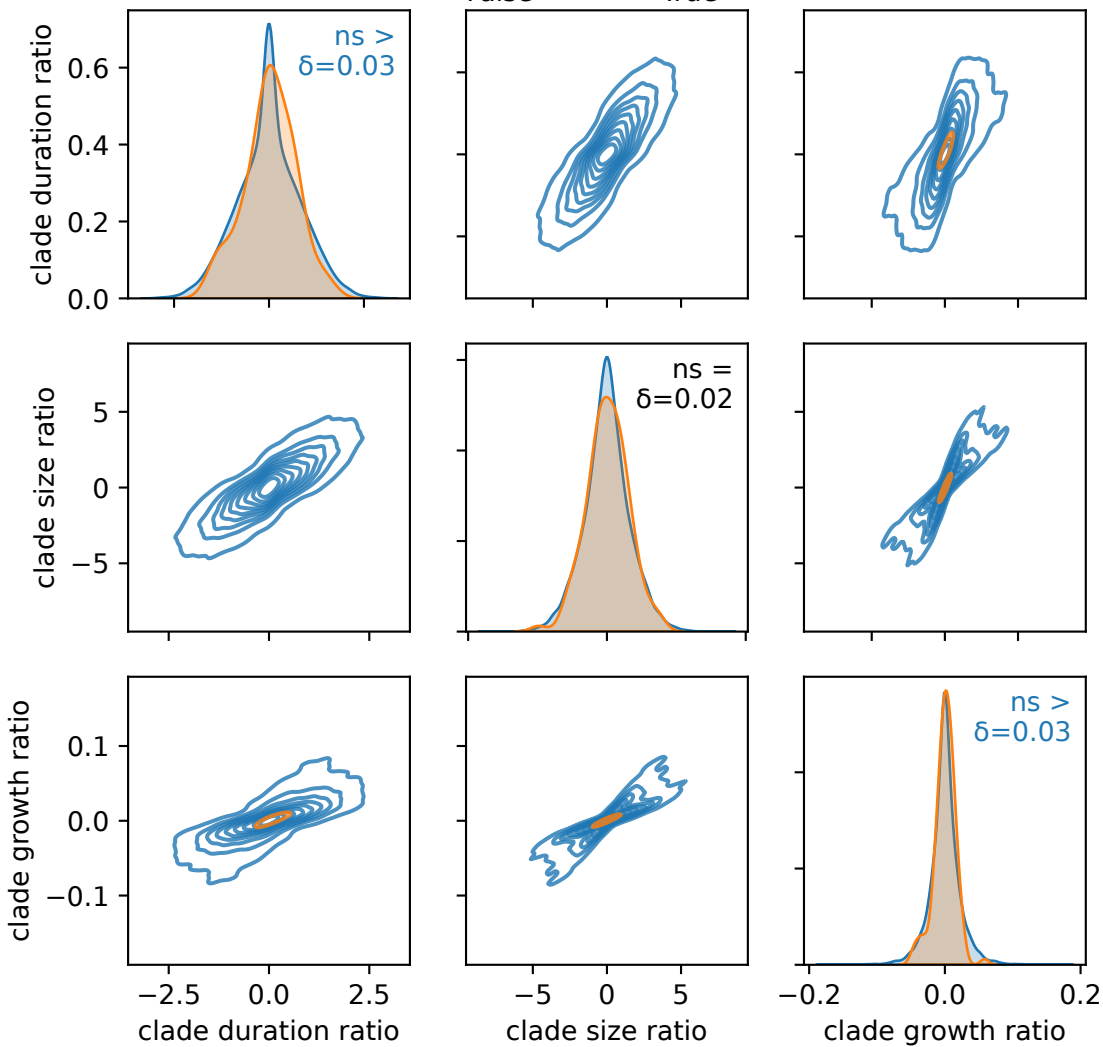 ns >
δ=0.03
clade duration ratio
0.6
0.4
0.2
0.0
ns =
δ=0.02
clade size ratio
5
0
−5
ns >
δ=0.03
clade growth ratio
0.1
0.0
−0.1
−2.5 0.0 2.5
−5 0 5
−0.2 0.0 0.2
clade duration ratio
clade size ratio
clade growth ratio